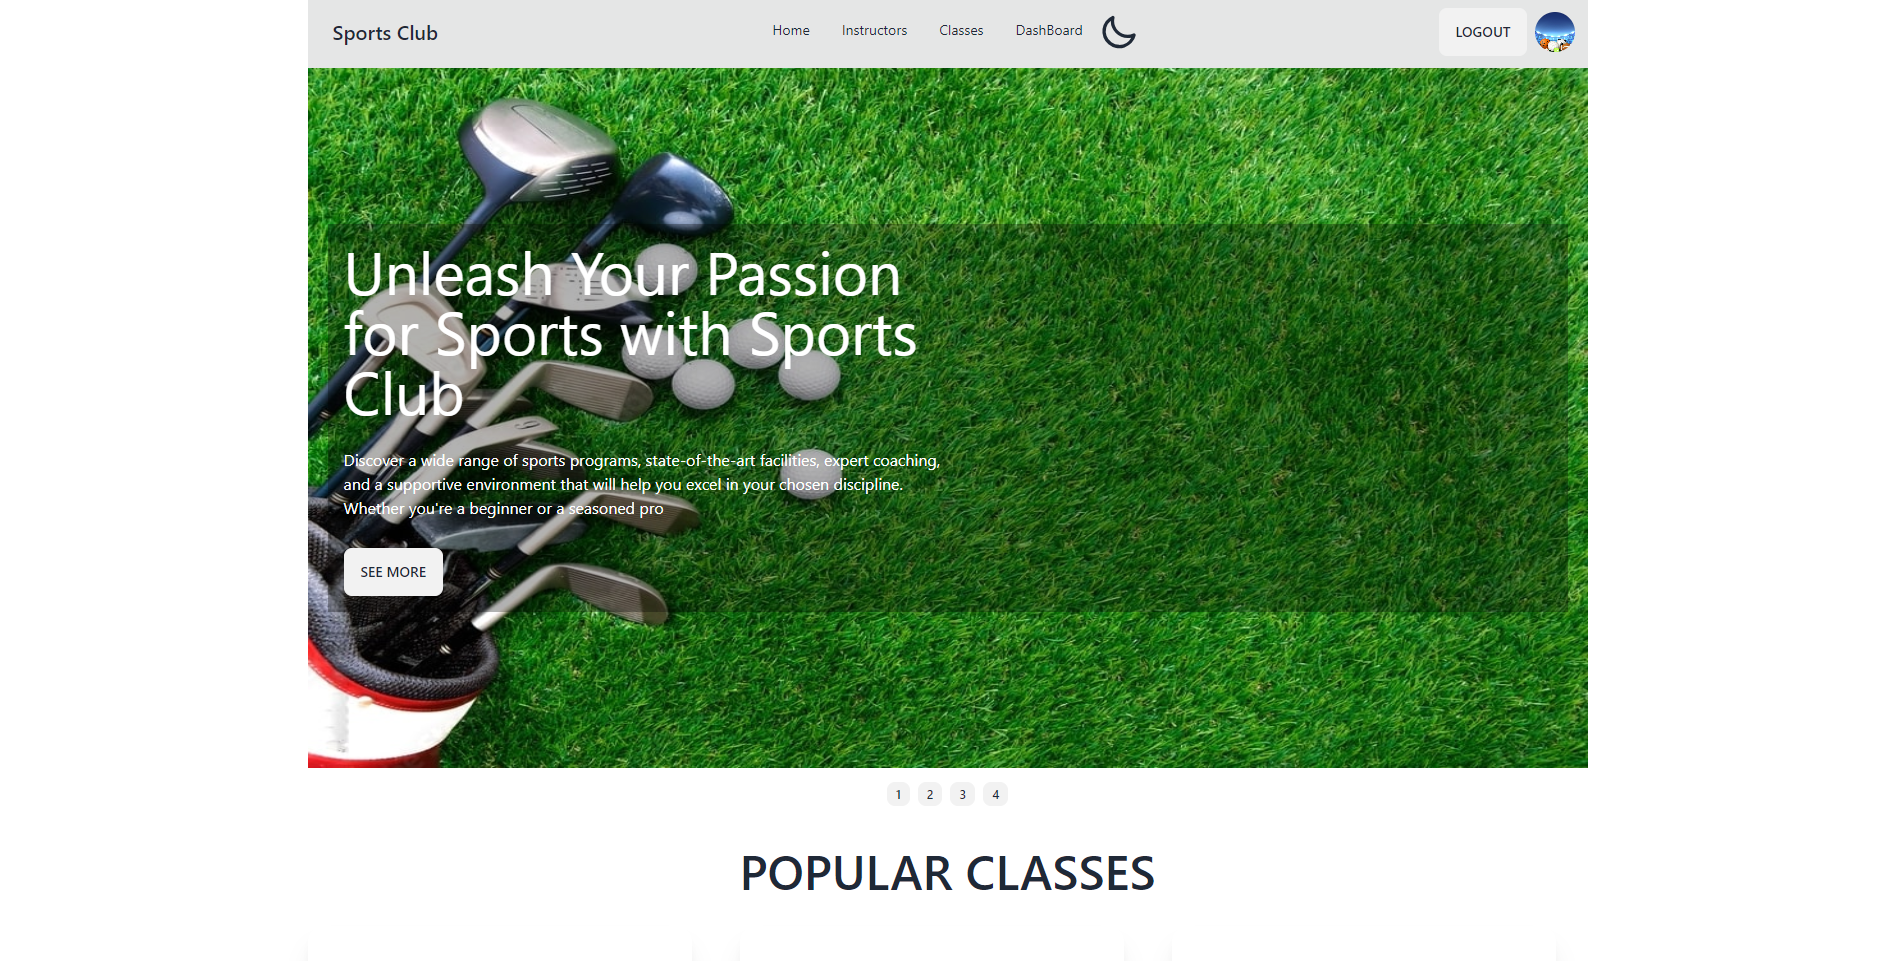 Sports Club
Home
Instructors
Classes
DashBoard
LOGOUT
Unleash Your Passion
for Sports with Sports
Club
Discover a wide range of sports programs, state-of-the-art facilities, expert coaching,
and a supportive environment that will help you excel in your chosen discipline.
Whether you're a beginner or a seasoned pro
SEE MORE
1
2
3
4
POPULAR CLASSES